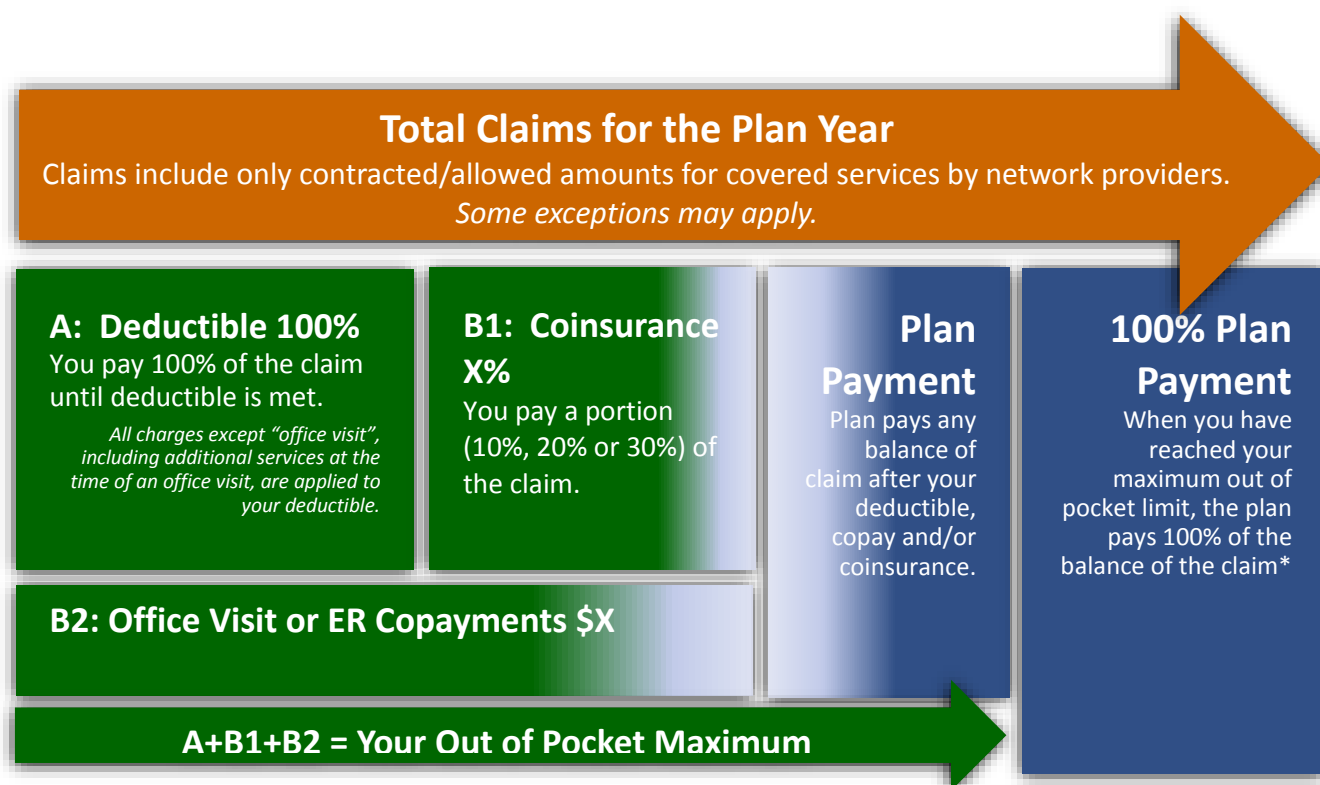 Total Claims for the Plan Year
Claims include only contracted/allowed amounts for covered services by network providers.
Some exceptions may apply.
A:  Deductible 100%
You pay 100% of the claim
until deductible is met.
All charges except “office visit”,
including additional services at the
time of an office visit, are applied to
your deductible.
B1:  Coinsurance
X%
You pay a portion
(10%, 20% or 30%) of
the claim.
Plan
Payment
Plan pays any
balance of
claim after your
deductible,
copay and/or
coinsurance.
100% Plan
Payment
When you have
reached your
maximum out of
pocket limit, the plan
pays 100% of the
balance of the claim*
B2: Office Visit or ER Copayments $X
A+B1+B2 = Your Out of Pocket Maximum